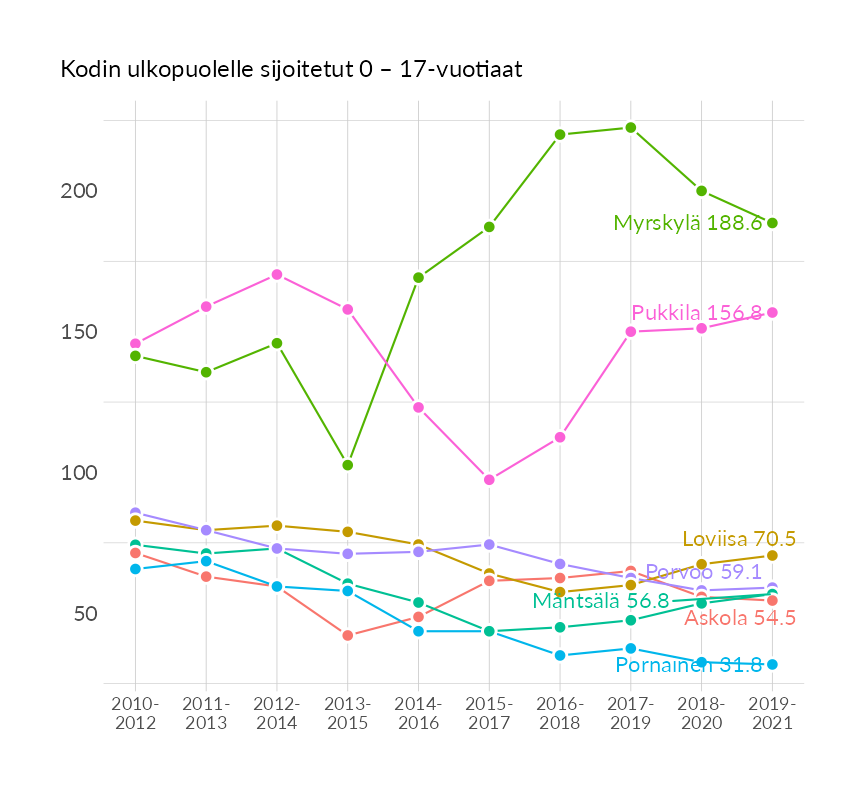 Kodin ulkopuolelle sijoitetut 0 – 17-vuotiaat
200
150
100
50
Myrskylä 188.6
Pukkila 156.8
Loviisa 70.5
Porvoo 59.1
Mäntsälä 56.8
Askola 54.5
Pornainen 31.8
2010- 2011- 2012- 2013- 2014- 2015- 2016- 2017- 2018- 2019-
2012 2013 2014 2015 2016 2017 2018 2019 2020 2021